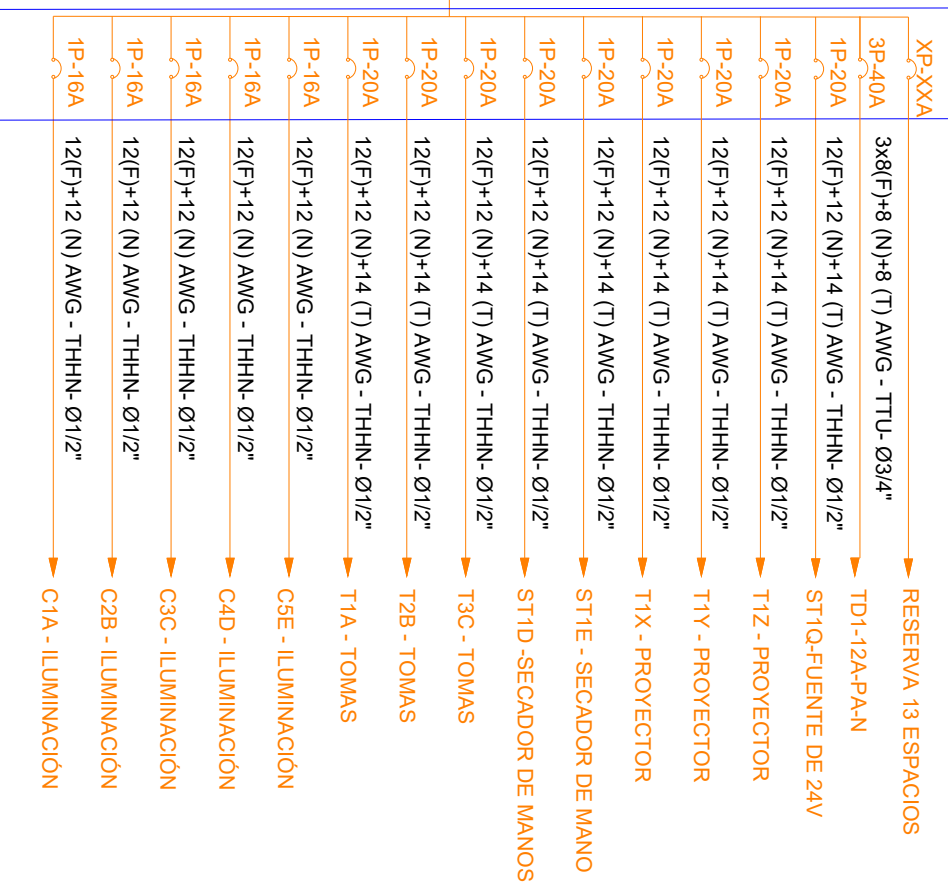 XP-XXA RESERVA 13 ESPACIOS
3P-40A 3x8(F)+8 (N)+8 (T) AWG - TTU- Ø3/4" TD1-12A-PA-N
1P-20A 12(F)+12 (N)+14 (T) AWG - THHN- Ø1/2" ST1Q-FUENTE DE 24V
1P-20A 12(F)+12 (N)+14 (T) AWG - THHN- Ø1/2" T1Z - PROYECTOR
1P-20A 12(F)+12 (N)+14 (T) AWG - THHN- Ø1/2" T1Y - PROYECTOR
1P-20A 12(F)+12 (N)+14 (T) AWG - THHN- Ø1/2" T1X - PROYECTOR
1P-20A 12(F)+12 (N)+14 (T) AWG - THHN- Ø1/2" ST1E - SECADOR DE MANO
1P-20A 12(F)+12 (N)+14 (T) AWG - THHN- Ø1/2" ST1D -SECADOR DE MANOS
1P-20A 12(F)+12 (N)+14 (T) AWG - THHN- Ø1/2" T3C - TOMAS
1P-20A 12(F)+12 (N)+14 (T) AWG - THHN- Ø1/2" T2B - TOMAS
1P-20A 12(F)+12 (N)+14 (T) AWG - THHN- Ø1/2" T1A - TOMAS
1P-16A 12(F)+12 (N) AWG - THHN- Ø1/2" C5E - ILUMINACIÓN
1P-16A 12(F)+12 (N) AWG - THHN- Ø1/2" C4D - ILUMINACIÓN
1P-16A 12(F)+12 (N) AWG - THHN- Ø1/2" C3C - ILUMINACIÓN
1P-16A 12(F)+12 (N) AWG - THHN- Ø1/2" C2B - ILUMINACIÓN
1P-16A 12(F)+12 (N) AWG - THHN- Ø1/2" C1A - ILUMINACIÓN